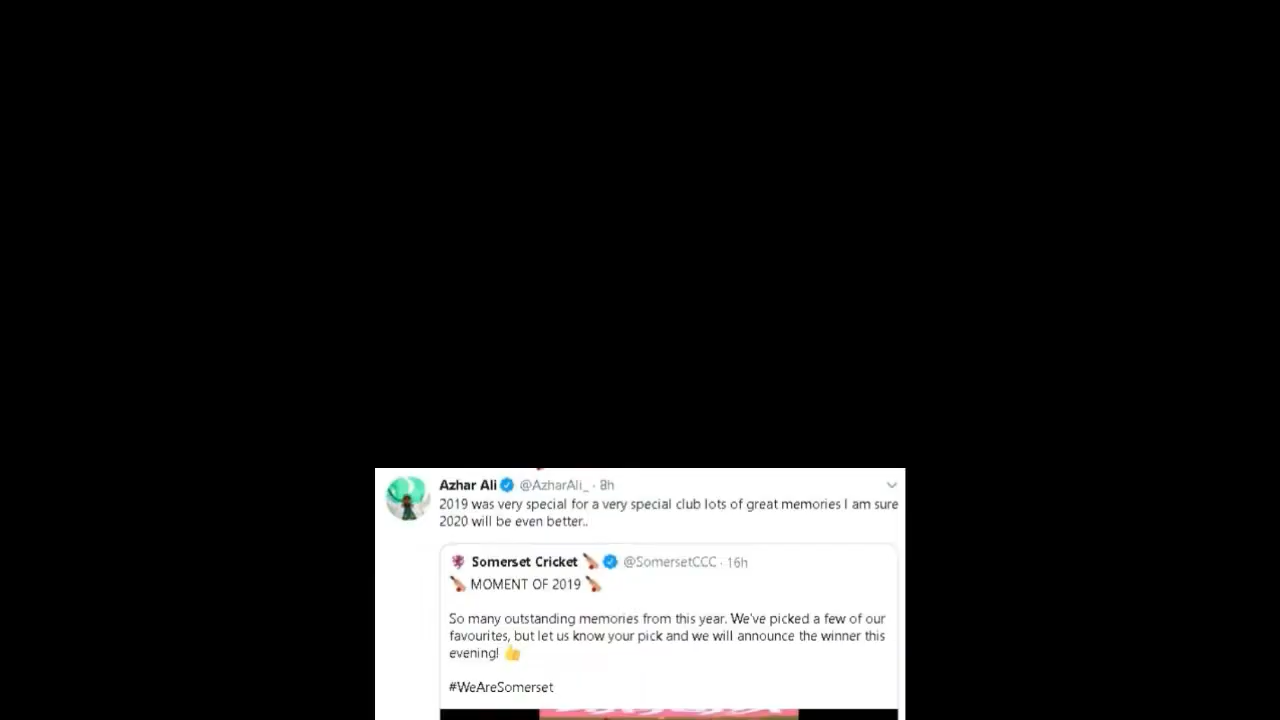 Azhar Ali @AzharAli_ · 8h
2019 was very special for a very special club lots of great memories I am sure
2020 will be even better..
Somerset Cricket 🏏 @SomersetCCC · 16h
🏏 MOMENT OF 2019 🏏
So many outstanding memories from this year. We've picked a few of our
favourites, but let us know your pick and we will announce the winner this
evening! 👍
#WeAreSomerset